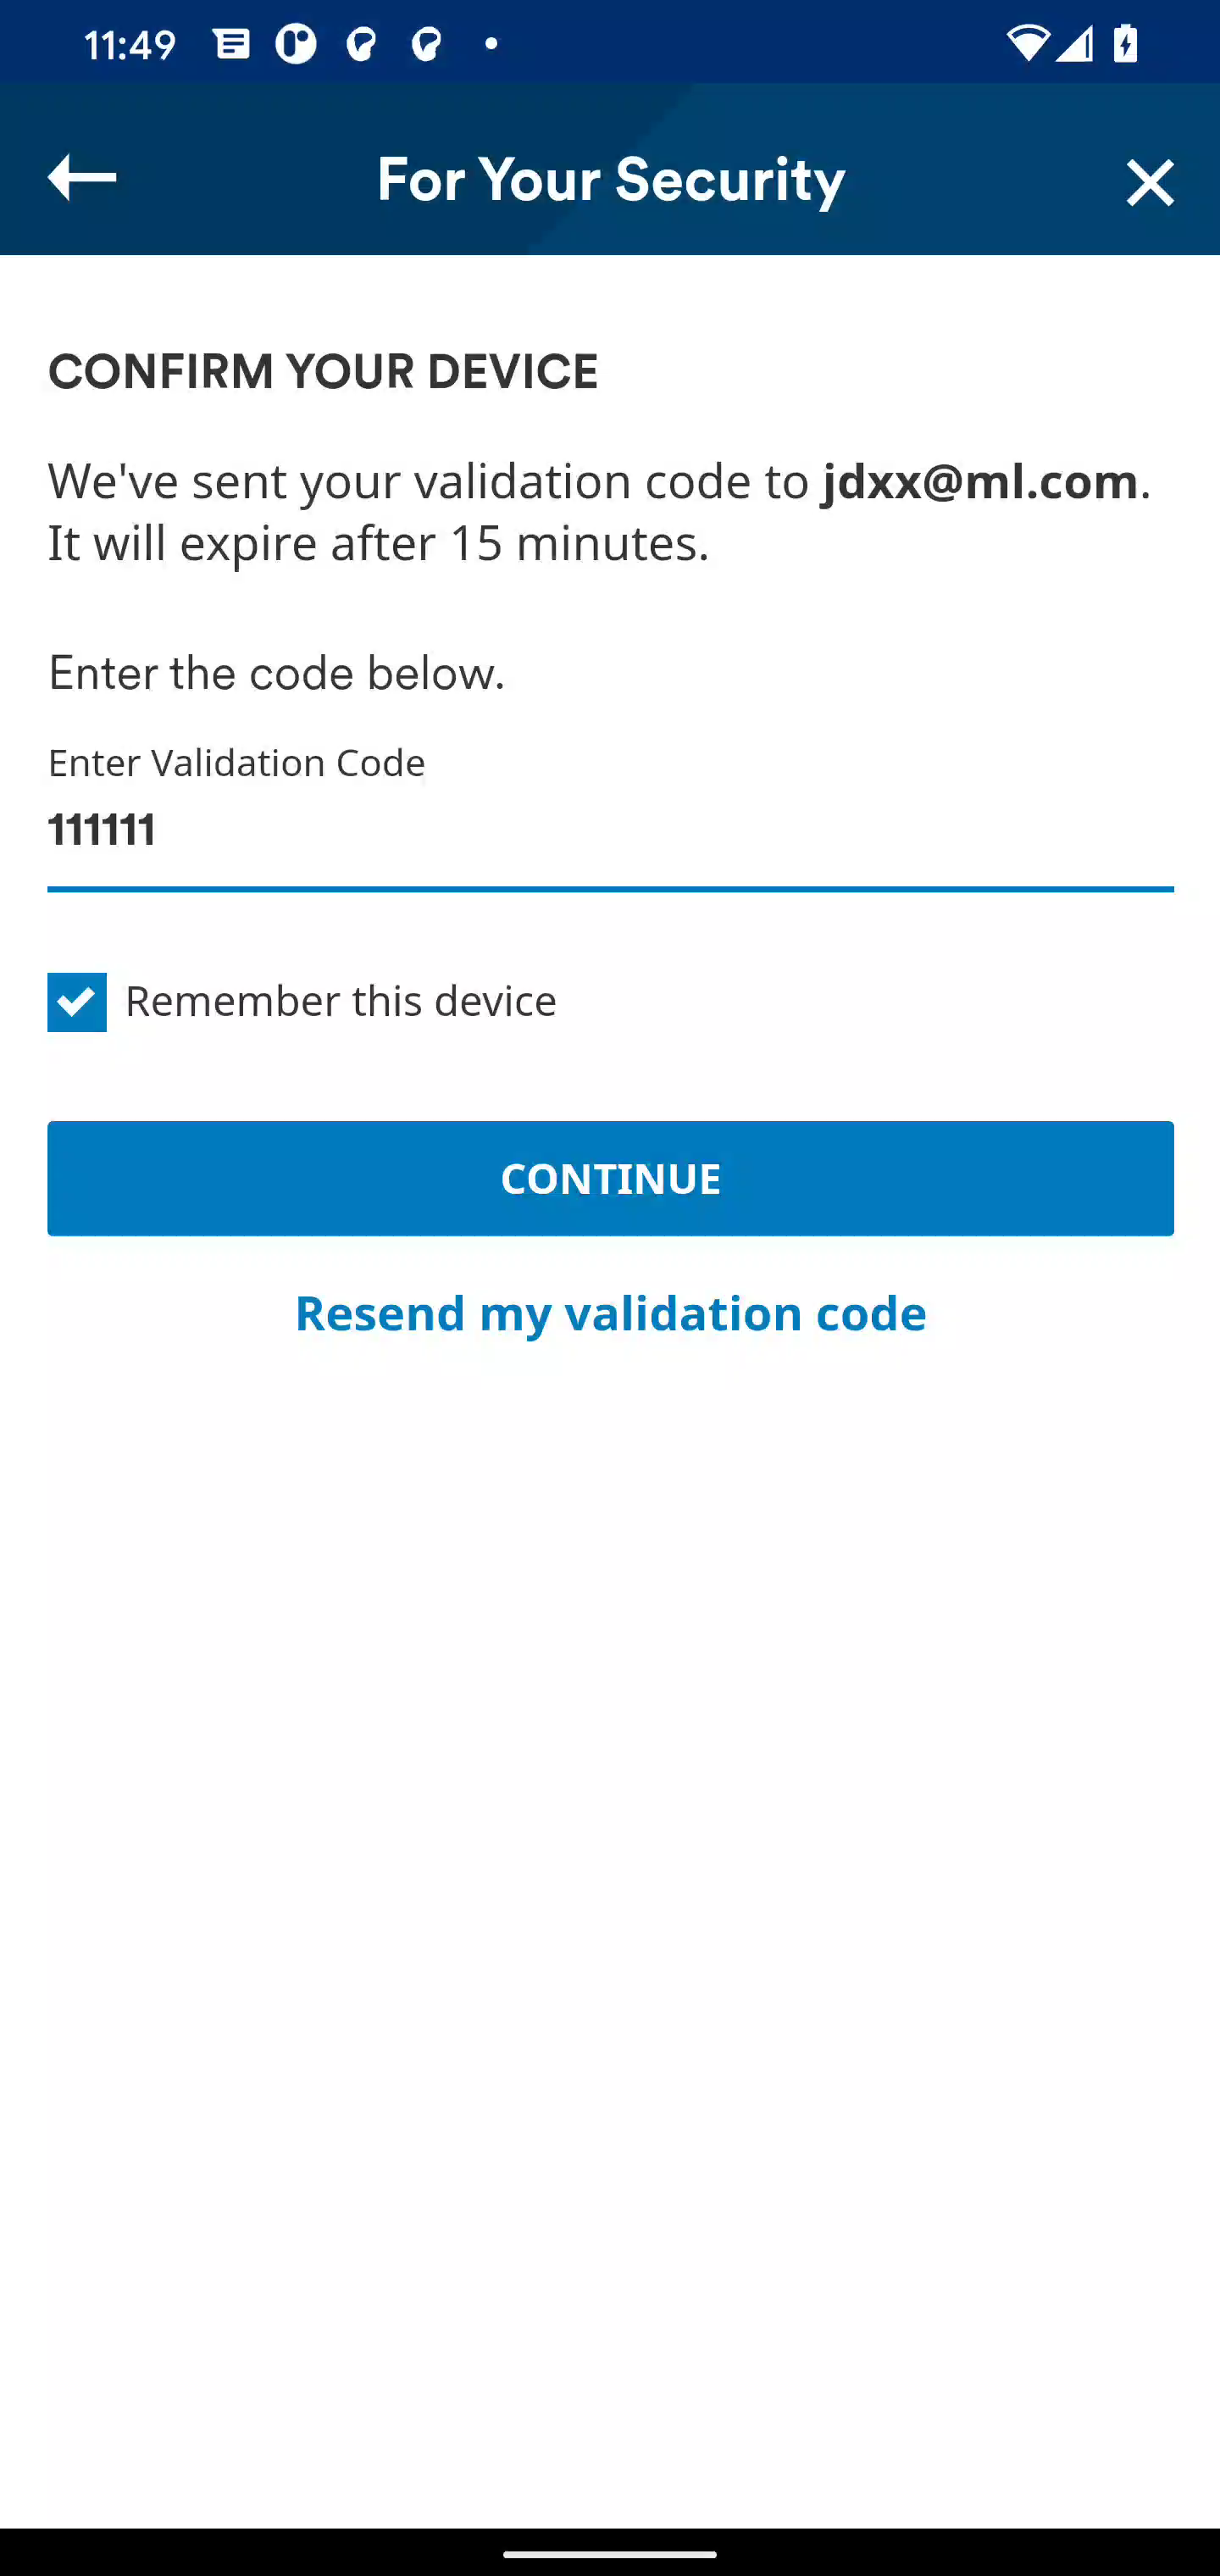 11:49
For Your Security
CONFIRM YOUR DEVICE
We've sent your validation code to jdxx@ml.com.
It will expire after 15 minutes.
Enter the code below.
Enter Validation Code
111111
Remember this device
CONTINUE
Resend my validation code